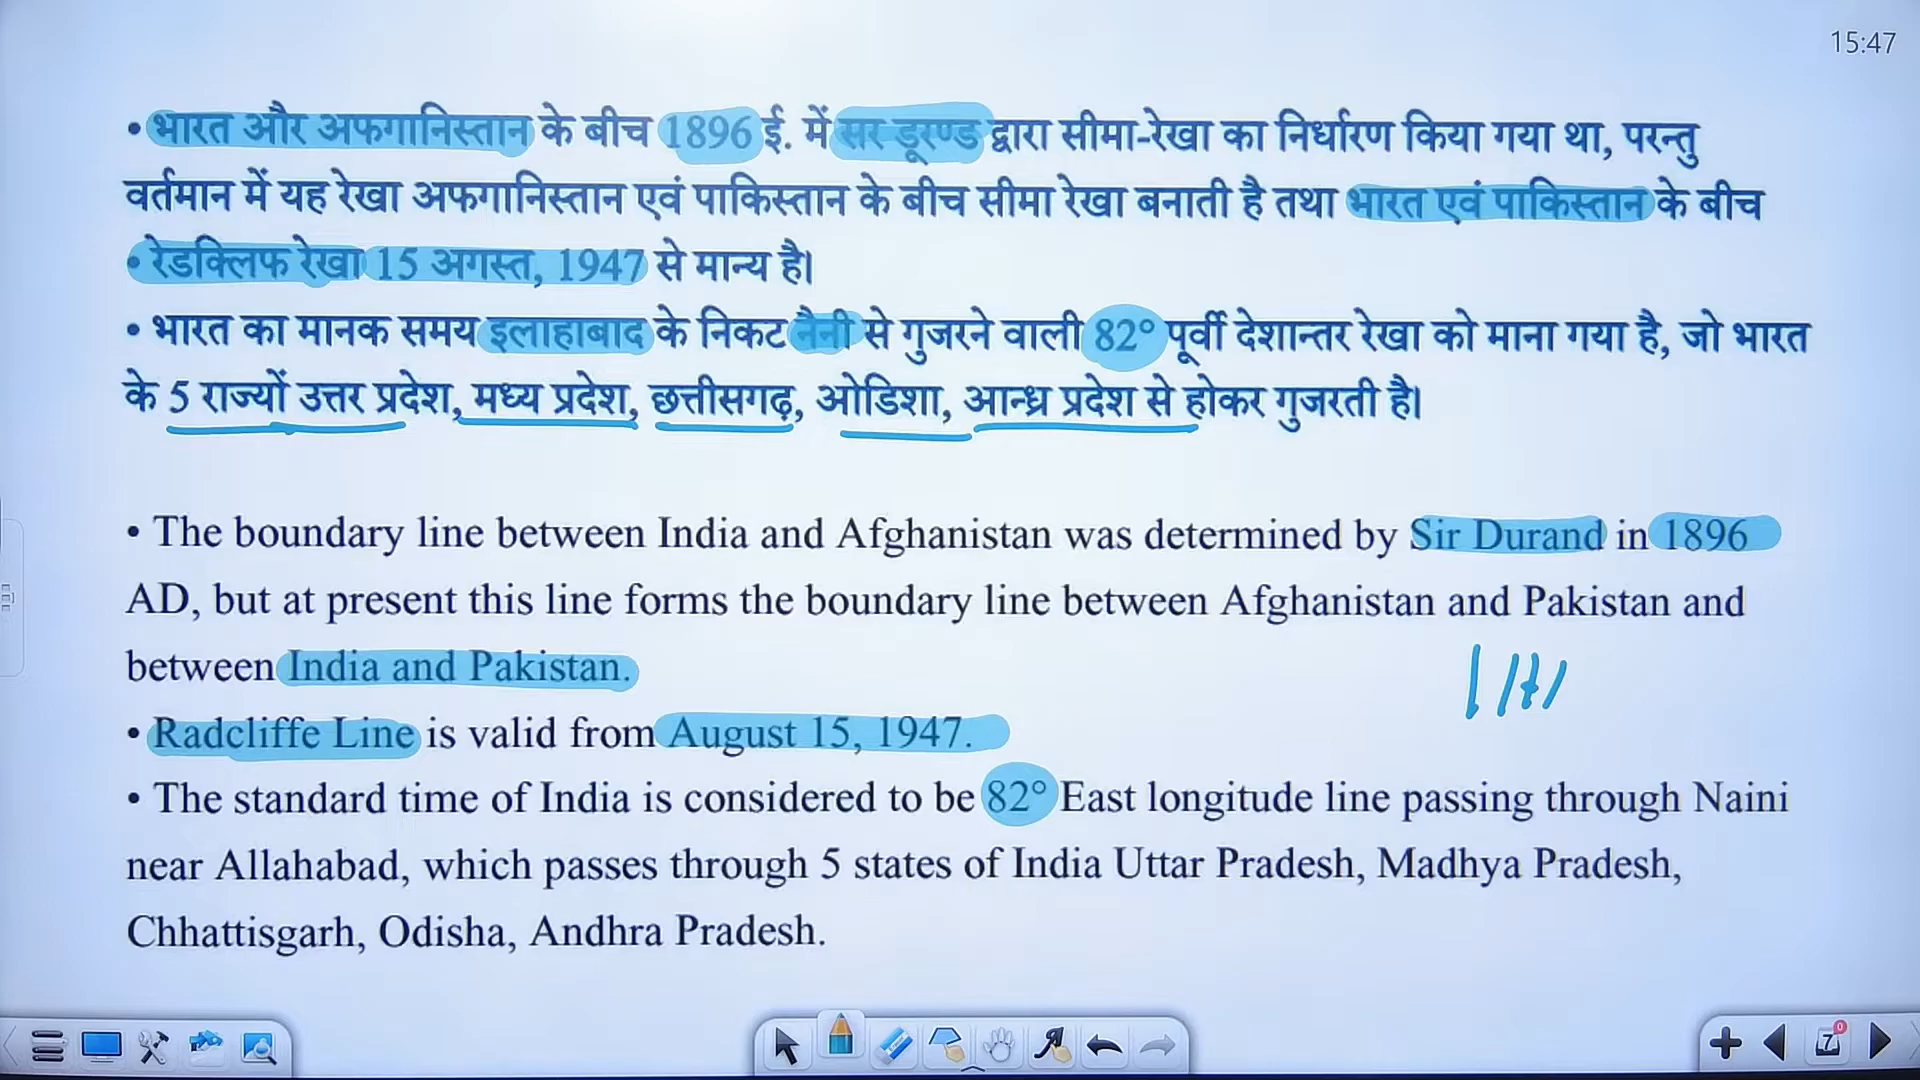 15:47
• भारत और अफगानिस्तान के बीच 1896 ई. में सर डूरण्ड द्वारा सीमा-रेखा का निर्धारण किया गया था, परन्तु
वर्तमान में यह रेखा अफगानिस्तान एवं पाकिस्तान के बीच सीमा रेखा बनाती है तथा भारत एवं पाकिस्तान के बीच
• रेडक्लिफ रेखा 15 अगस्त, 1947 से मान्य है।
• भारत का मानक समय इलाहाबाद के निकट नैनी से गुजरने वाली 82° पूर्वी देशान्तर रेखा को माना गया है, जो भारत
के 5 राज्यों उत्तर प्रदेश, मध्य प्रदेश, छत्तीसगढ़, ओडिशा, आन्ध्र प्रदेश से होकर गुजरती है।
• The boundary line between India and Afghanistan was determined by Sir Durand in 1896
AD, but at present this line forms the boundary line between Afghanistan and Pakistan and
between India and Pakistan.
• Radcliffe Line is valid from August 15, 1947.
• The standard time of India is considered to be 82° East longitude line passing through Naini
near Allahabad, which passes through 5 states of India Uttar Pradesh, Madhya Pradesh,
Chhattisgarh, Odisha, Andhra Pradesh.
7
0